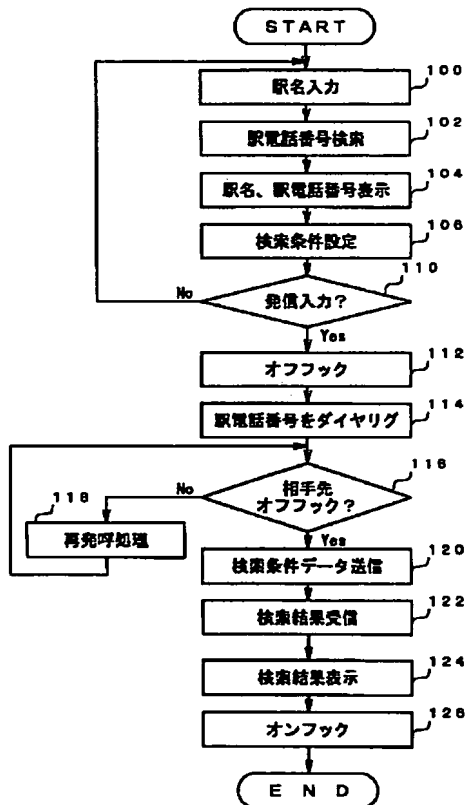 START
駅名入力
100
駅電話番号検索
102
駅名、駅電話番号表示
104
検索条件設定
106
発信入力?
110
No
Yes
オフフック
112
駅電話番号をダイヤリグ
114
相手先
オフフック?
116
No
Yes
再発呼処理
118
検索条件データ送信
120
検索結果受信
122
検索結果表示
124
オンフック
126
END